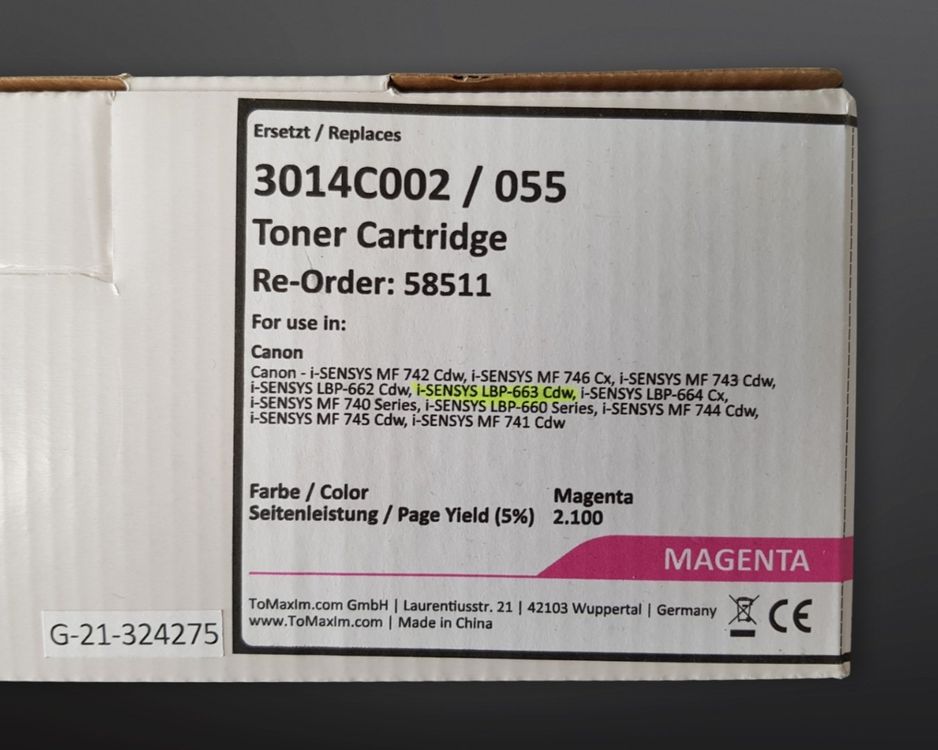 Ersetzt / Replaces
3014C002 / 055
Toner Cartridge
Re-Order: 58511
For use in:
Canon
Canon - i-SENSYS MF 742 Cdw, i-SENSYS MF 746 Cx, i-SENSYS MF 743 Cdw,
i-SENSYS LBP-662 Cdw, i-SENSYS LBP-663 Cdw, i-SENSYS LBP-664 Cx,
i-SENSYS MF 740 Series, i-SENSYS LBP-660 Series, i-SENSYS MF 744 Cdw,
i-SENSYS MF 745 Cdw, i-SENSYS MF 741 Cdw
Farbe / Color Magenta
Seitenleistung / Page Yield (5%) 2.100
MAGENTA
ToMaxIm.com GmbH | Laurentiusstr. 21 | 42103 Wuppertal | Germany
www.ToMaxIm.com | Made in China
CE
G-21-324275